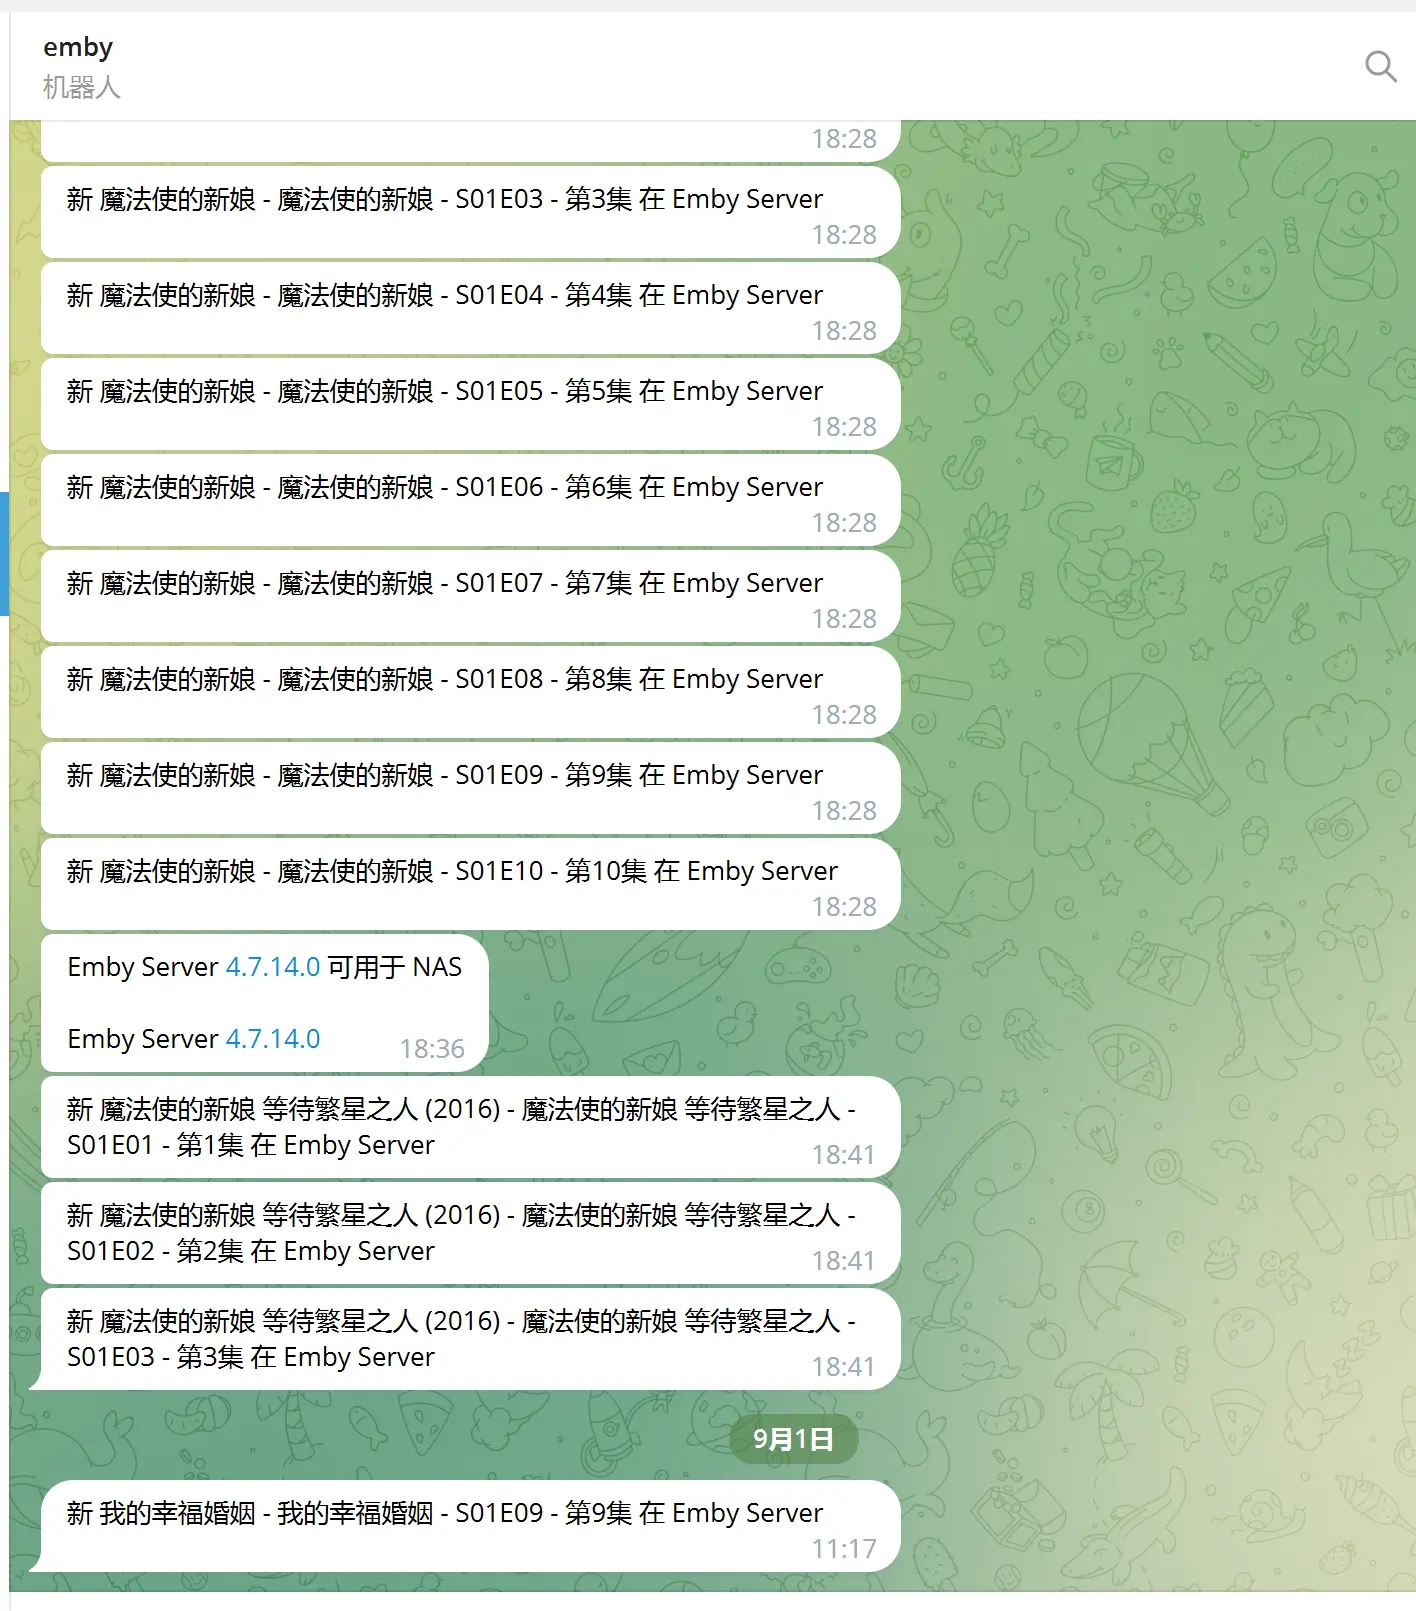 emby
机器人
18:28
新 魔法使的新娘 - 魔法使的新娘 - S01E03 - 第3集 在 Emby Server
18:28
新 魔法使的新娘 - 魔法使的新娘 - S01E04 - 第4集 在 Emby Server
18:28
新 魔法使的新娘 - 魔法使的新娘 - S01E05 - 第5集 在 Emby Server
18:28
新 魔法使的新娘 - 魔法使的新娘 - S01E06 - 第6集 在 Emby Server
18:28
新 魔法使的新娘 - 魔法使的新娘 - S01E07 - 第7集 在 Emby Server
18:28
新 魔法使的新娘 - 魔法使的新娘 - S01E08 - 第8集 在 Emby Server
18:28
新 魔法使的新娘 - 魔法使的新娘 - S01E09 - 第9集 在 Emby Server
18:28
新 魔法使的新娘 - 魔法使的新娘 - S01E10 - 第10集 在 Emby Server
18:28
Emby Server 4.7.14.0 可用于 NAS
Emby Server 4.7.14.0
18:36
新 魔法使的新娘 等待繁星之人 (2016) - 魔法使的新娘 等待繁星之人 -
S01E01 - 第1集 在 Emby Server
18:41
新 魔法使的新娘 等待繁星之人 (2016) - 魔法使的新娘 等待繁星之人 -
S01E02 - 第2集 在 Emby Server
18:41
新 魔法使的新娘 等待繁星之人 (2016) - 魔法使的新娘 等待繁星之人 -
S01E03 - 第3集 在 Emby Server
18:41
9月1日
新 我的幸福婚姻 - 我的幸福婚姻 - S01E09 - 第9集 在 Emby Server
11:17